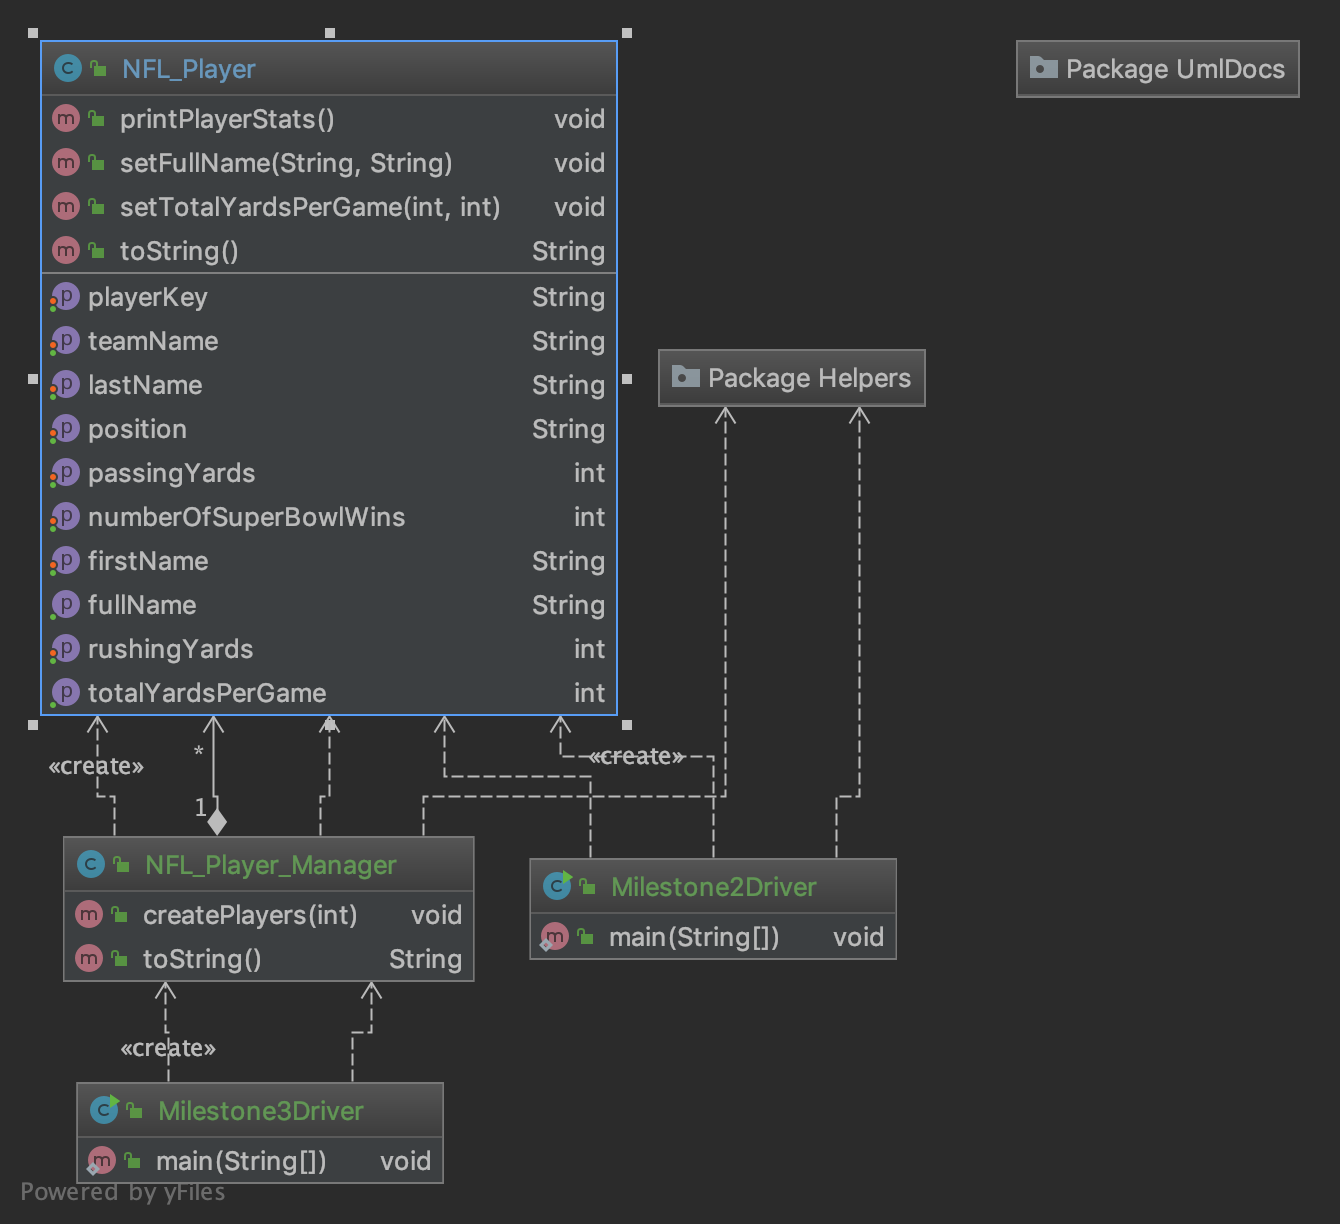 C NFL_Player
m printPlayerStats() void
m setFullName(String, String) void
m setTotalYardsPerGame(int, int) void
m toString() String
p playerKey String
p teamName String
p lastName String
p position String
p passingYards int
p numberOfSuperBowlWins int
p firstName String
p fullName String
p rushingYards int
p totalYardsPerGame int
Package UmlDocs
Package Helpers
«create»
*
1
«create»
C NFL_Player_Manager
m createPlayers(int) void
m toString() String
C Milestone2Driver
m main(String[]) void
«create»
C Milestone3Driver
m main(String[]) void
Powered by yFiles